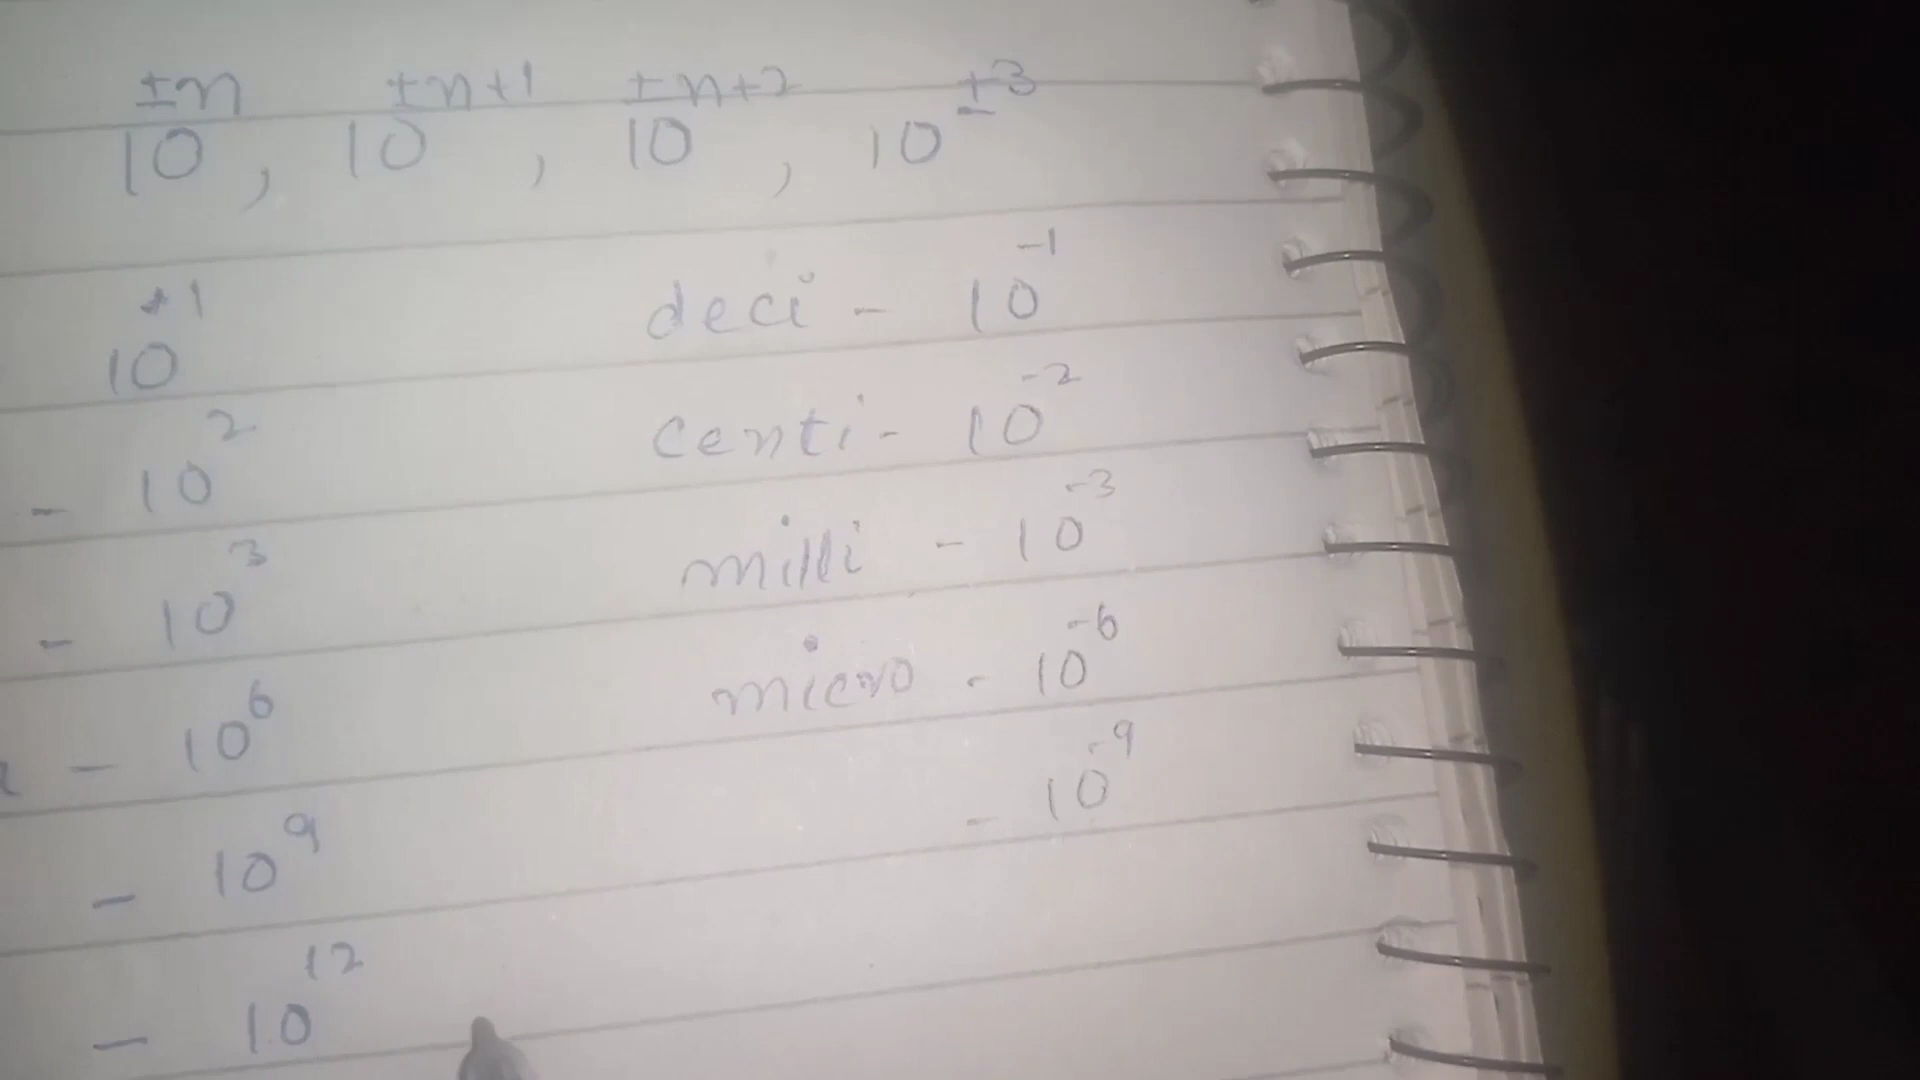 10^±n , 10^±n+1 , 10^±n+2 , 10^±3
10^+1 deci - 10^-1
- 10^2 centi - 10^-2
- 10^3 milli - 10^-3
- 10^6 micro - 10^-6
- 10^9 - 10^-9
- 10^12